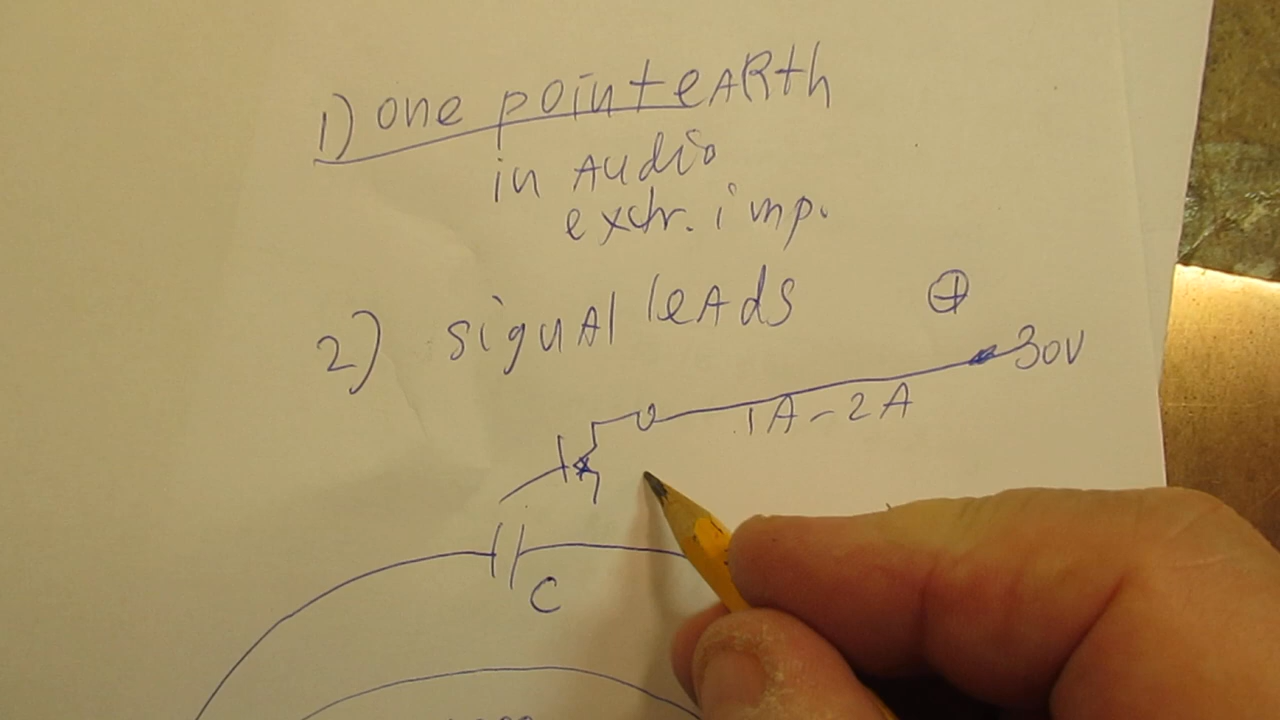 1) one point eARth
in AUdio
extr. imp.
2) signAl leAds
+
30V
1A-2A
C